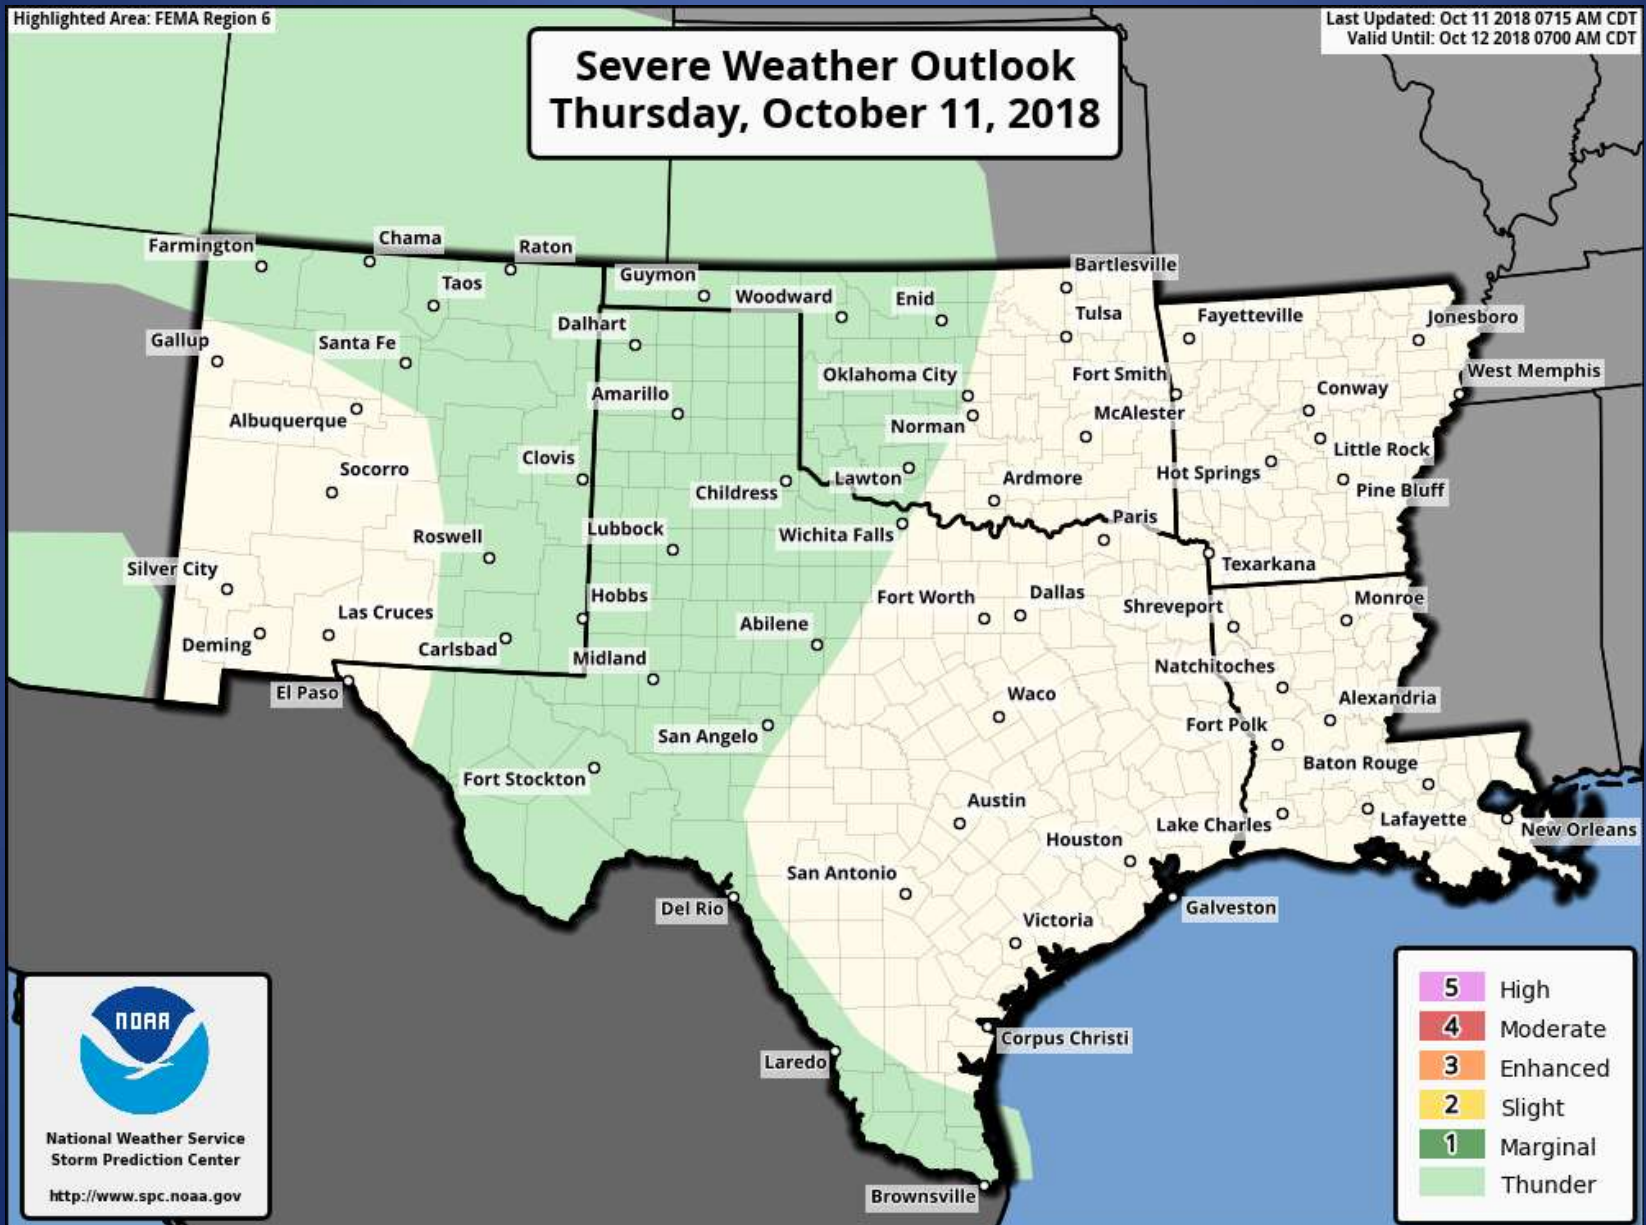 Highlighted Area: FEMA Region 6
Last Updated: Oct 11 2018 0715 AM CDT
Valid Until: Oct 12 2018 0700 AM CDT
Severe Weather Outlook
Thursday, October 11, 2018
Farmington
Chama
Raton
Taos
Guymon
Woodward
Enid
Bartlesville
Tulsa
Fayetteville
Jonesboro
Gallup
Santa Fe
Dalhart
Oklahoma City
Fort Smith
West Memphis
Conway
Amarillo
Albuquerque
Norman
McAlester
Little Rock
Socorro
Clovis
Childress
Lawton
Ardmore
Hot Springs
Pine Bluff
Roswell
Lubbock
Wichita Falls
Paris
Texarkana
Silver City
Las Cruces
Hobbs
Fort Worth
Dallas
Shreveport
Monroe
Deming
Carlsbad
Midland
Abilene
El Paso
Natchitoches
Waco
Alexandria
San Angelo
Fort Polk
Fort Stockton
Baton Rouge
Austin
Houston
Lake Charles
Lafayette
New Orleans
San Antonio
Del Rio
Galveston
Victoria
Corpus Christi
Laredo
Brownsville
NOAA
National Weather Service
Storm Prediction Center
http://www.spc.noaa.gov
5 High
4 Moderate
3 Enhanced
2 Slight
1 Marginal
Thunder